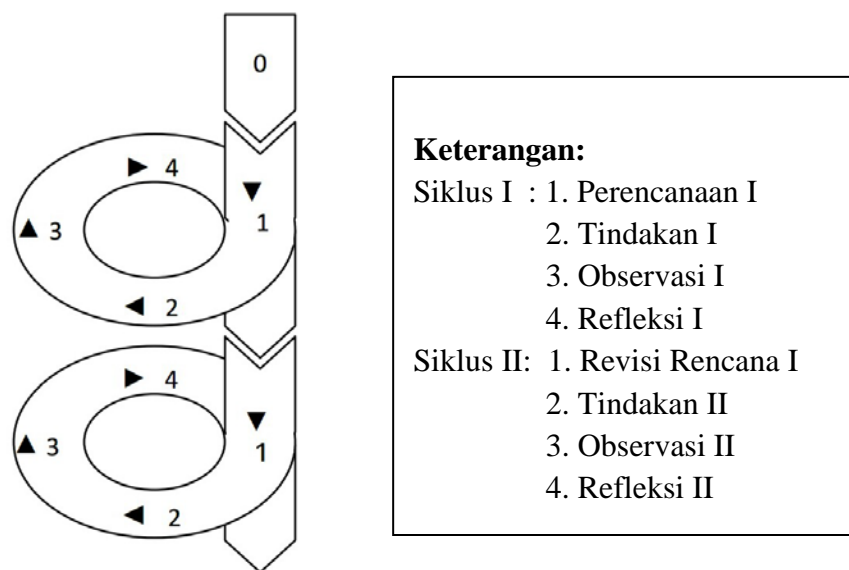 0
4
1
3
2
4
1
3
2
Keterangan:
Siklus I : 1. Perencanaan I
2. Tindakan I
3. Observasi I
4. Refleksi I
Siklus II: 1. Revisi Rencana I
2. Tindakan II
3. Observasi II
4. Refleksi II